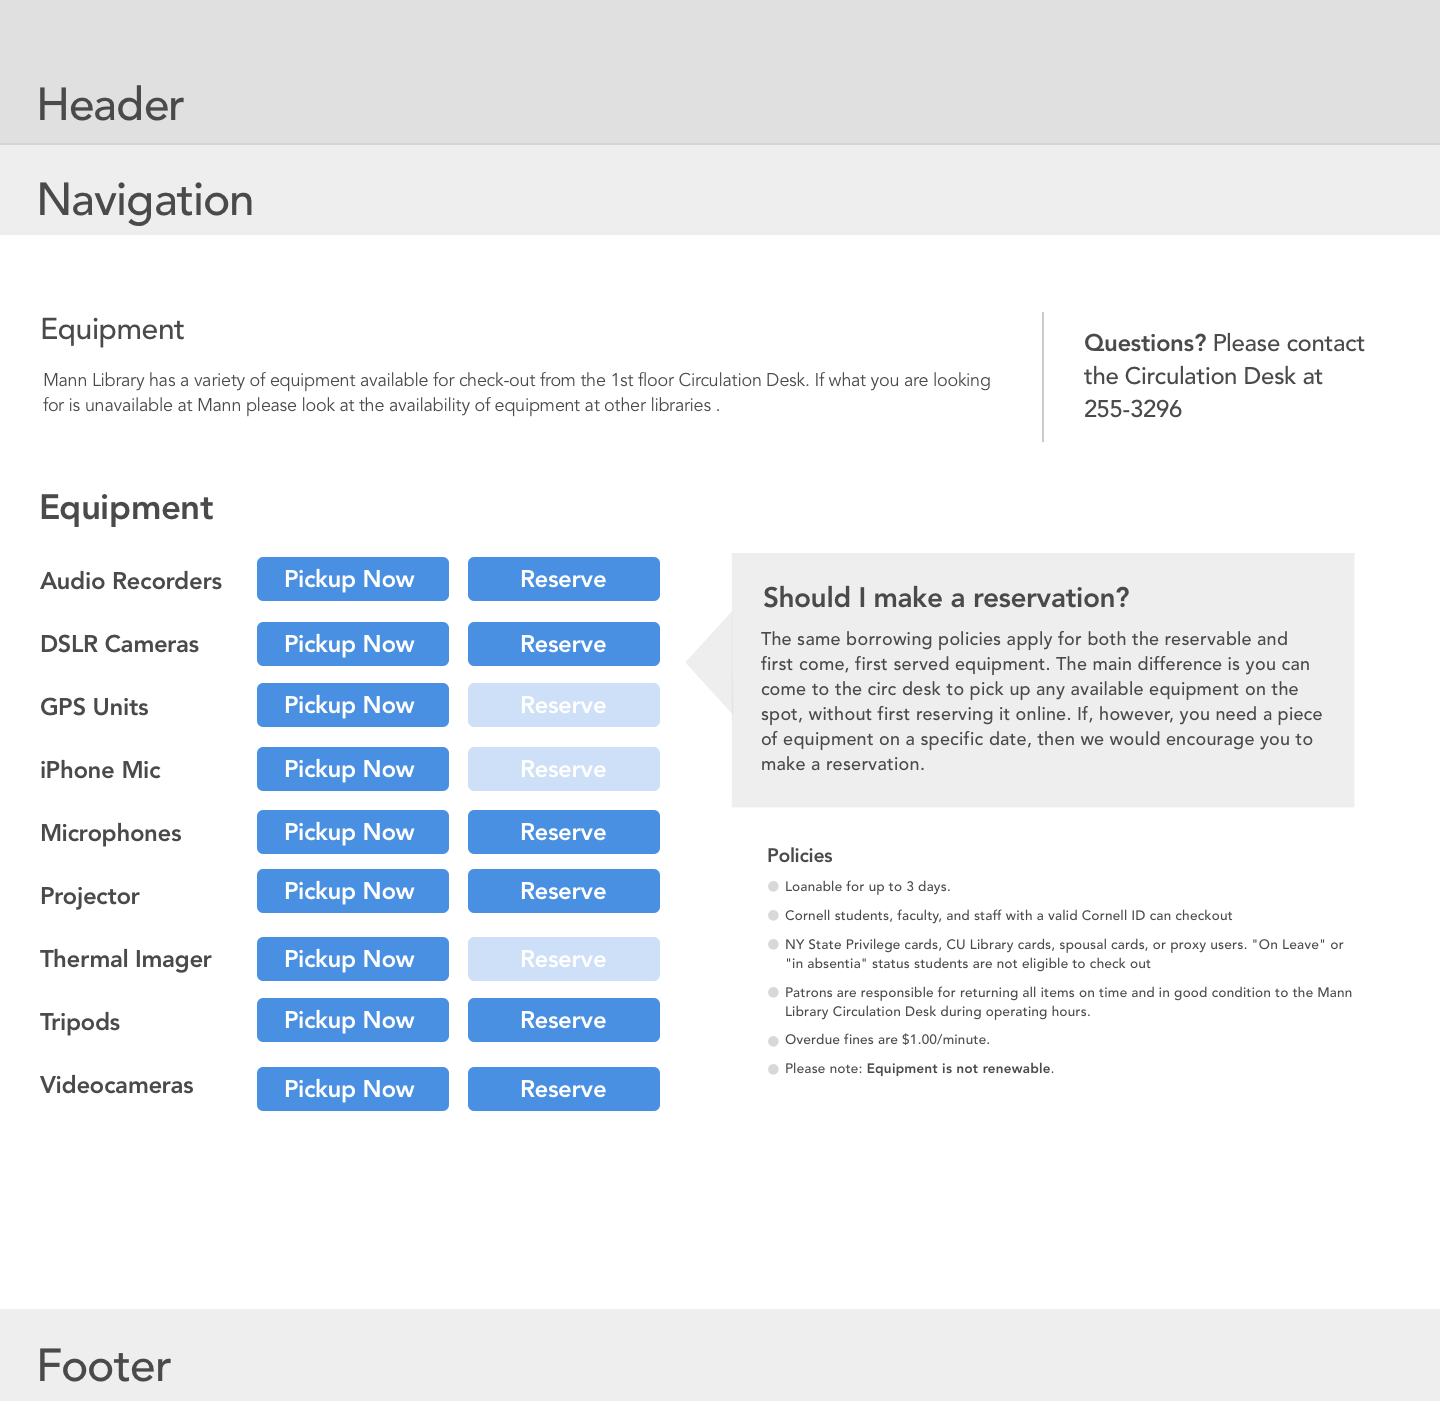 Header
Navigation
Equipment
Mann Library has a variety of equipment available for check-out from the 1st floor Circulation Desk. If what you are looking
for is unavailable at Mann please look at the availability of equipment at other libraries .
Questions? Please contact
the Circulation Desk at
255-3296
Equipment
Audio Recorders Pickup Now Reserve
DSLR Cameras Pickup Now Reserve
GPS Units Pickup Now Reserve
iPhone Mic Pickup Now Reserve
Microphones Pickup Now Reserve
Projector Pickup Now Reserve
Thermal Imager Pickup Now Reserve
Tripods Pickup Now Reserve
Videocameras Pickup Now Reserve
Should I make a reservation?
The same borrowing policies apply for both the reservable and
first come, first served equipment. The main difference is you can
come to the circ desk to pick up any available equipment on the
spot, without first reserving it online. If, however, you need a piece
of equipment on a specific date, then we would encourage you to
make a reservation.
Policies
Loanable for up to 3 days.
Cornell students, faculty, and staff with a valid Cornell ID can checkout
NY State Privilege cards, CU Library cards, spousal cards, or proxy users. "On Leave" or
"in absentia" status students are not eligible to check out
Patrons are responsible for returning all items on time and in good condition to the Mann
Library Circulation Desk during operating hours.
Overdue fines are $1.00/minute.
Please note: Equipment is not renewable.
Footer